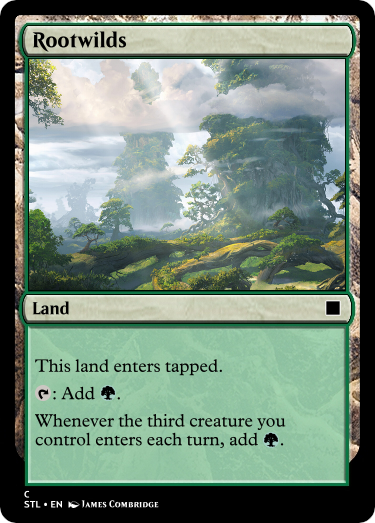 Rootwilds
Land
This land enters tapped.
: Add .
Whenever the third creature you
control enters each turn, add .
C
STL • EN JAMES COMBRIDGE